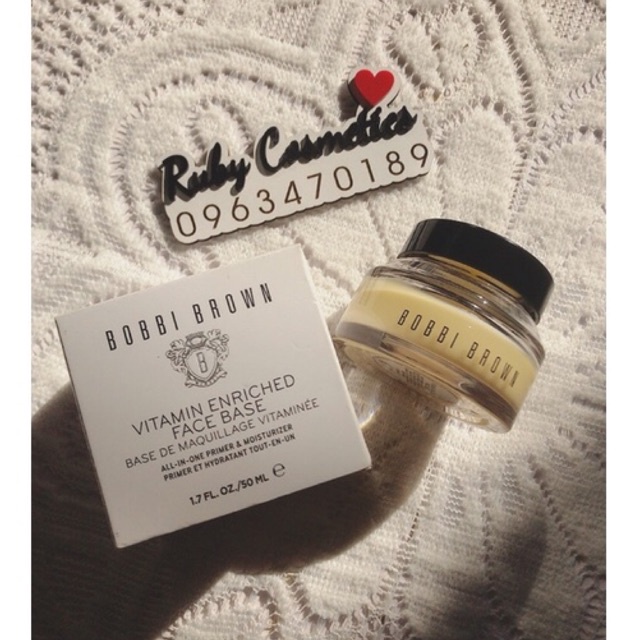 Ruby Cosmetics
0963470189
BOBBI BROWN
B
VITAMIN ENRICHED
FACE BASE
BASE DE MAQUILLAGE VITAMINÉE
ALL-IN-ONE PRIMER & MOISTURIZER
PRIMER ET HYDRATANT TOUT-EN-UN
1.7 FL. OZ./50 ML ℮
BOBBI BROWN